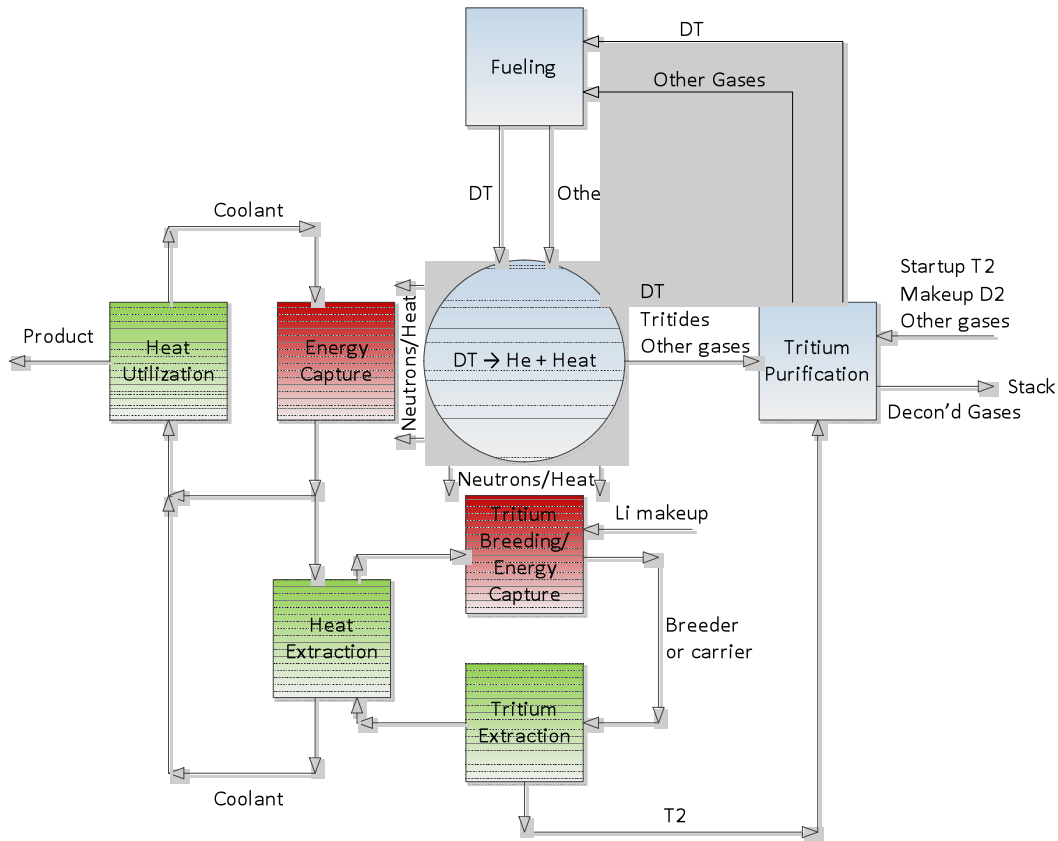 DT
Fueling
Other Gases
DT
Othe
Coolant
Startup T2
Makeup D2
Other gases
DT
Tritides
Other gases
Neutrons/Heat
Product
Heat
Utilization
Energy
Capture
DT → He + Heat
Tritium
Purification
Stack
Decon’d Gases
Neutrons/Heat
Tritium
Breeding/
Energy
Capture
Li makeup
Heat
Extraction
Breeder
or carrier
Tritium
Extraction
Coolant
T2